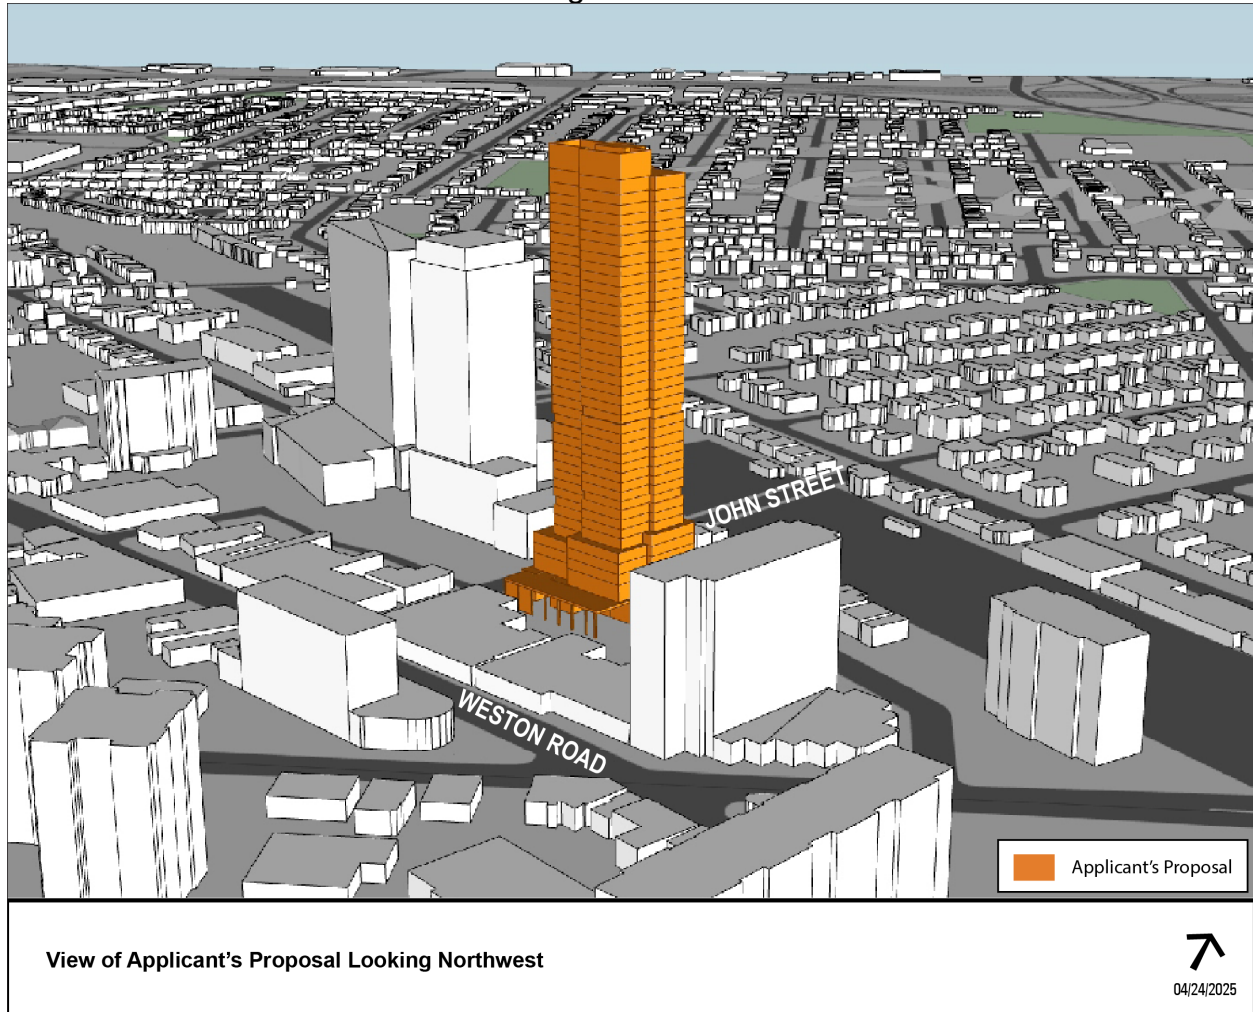 JOHN STREET
WESTON ROAD
Applicant's Proposal
View of Applicant's Proposal Looking Northwest
04/24/2025